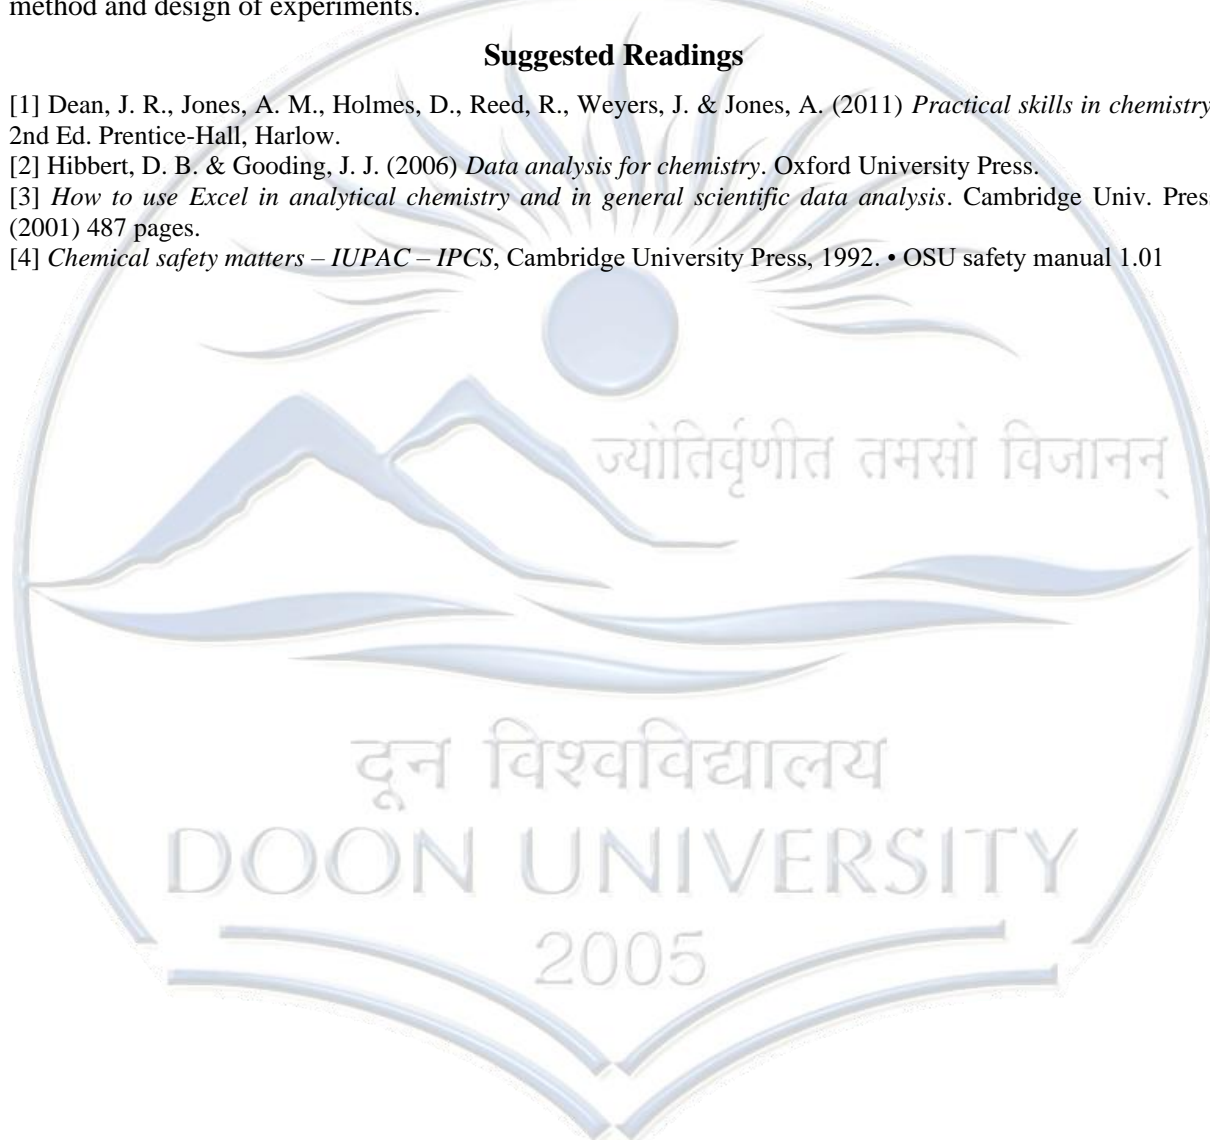 method and design of experiments.
Suggested Readings
[1] Dean, J. R., Jones, A. M., Holmes, D., Reed, R., Weyers, J. & Jones, A. (2011) Practical skills in chemistry
2nd Ed. Prentice-Hall, Harlow.
[2] Hibbert, D. B. & Gooding, J. J. (2006) Data analysis for chemistry. Oxford University Press.
[3] How to use Excel in analytical chemistry and in general scientific data analysis. Cambridge Univ. Pres
(2001) 487 pages.
[4] Chemical safety matters – IUPAC – IPCS, Cambridge University Press, 1992. • OSU safety manual 1.01
ज्योतिर्वृणीत तमसो विजानन्
दून विश्वविद्यालय
DOON UNIVERSITY
2005